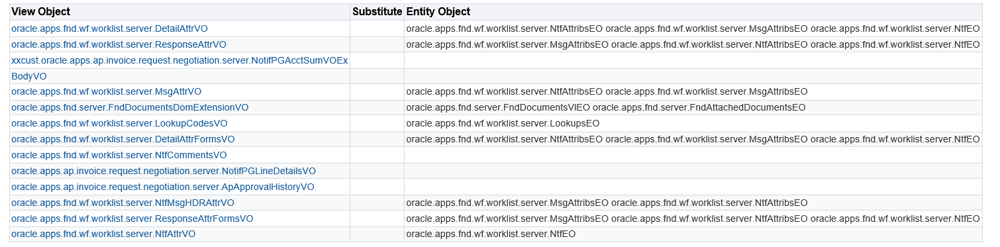 View Object Substitute Entity Object
oracle.apps.fnd.wf.worklist.server.DetailAttrVO oracle.apps.fnd.wf.worklist.server.NtfAttribsEO oracle.apps.fnd.wf.worklist.server.MsgAttribsEO oracle.apps.fnd.wf.worklist.server.NtfEO
oracle.apps.fnd.wf.worklist.server.ResponseAttrVO oracle.apps.fnd.wf.worklist.server.MsgAttribsEO oracle.apps.fnd.wf.worklist.server.NtfAttribsEO oracle.apps.fnd.wf.worklist.server.NtfEO
xxcust.oracle.apps.ap.invoice.request.negotiation.server.NotifPGAcctSumVOEx
BodyVO
oracle.apps.fnd.wf.worklist.server.MsgAttrVO oracle.apps.fnd.wf.worklist.server.NtfAttribsEO oracle.apps.fnd.wf.worklist.server.MsgAttribsEO
oracle.apps.fnd.server.FndDocumentsDomExtensionVO oracle.apps.fnd.server.FndDocumentsVlEO oracle.apps.fnd.server.FndAttachedDocumentsEO
oracle.apps.fnd.wf.worklist.server.LookupCodesVO oracle.apps.fnd.wf.worklist.server.LookupsEO
oracle.apps.fnd.wf.worklist.server.DetailAttrFormsVO oracle.apps.fnd.wf.worklist.server.NtfAttribsEO oracle.apps.fnd.wf.worklist.server.MsgAttribsEO oracle.apps.fnd.wf.worklist.server.NtfEO
oracle.apps.fnd.wf.worklist.server.NtfCommentsVO
oracle.apps.ap.invoice.request.negotiation.server.NotifPGLineDetailsVO
oracle.apps.ap.invoice.request.negotiation.server.ApApprovalHistoryVO
oracle.apps.fnd.wf.worklist.server.NtfMsgHDRAttrVO oracle.apps.fnd.wf.worklist.server.MsgAttribsEO oracle.apps.fnd.wf.worklist.server.NtfAttribsEO
oracle.apps.fnd.wf.worklist.server.ResponseAttrFormsVO oracle.apps.fnd.wf.worklist.server.MsgAttribsEO oracle.apps.fnd.wf.worklist.server.NtfAttribsEO oracle.apps.fnd.wf.worklist.server.NtfEO
oracle.apps.fnd.wf.worklist.server.NtfAttrVO oracle.apps.fnd.wf.worklist.server.NtfEO